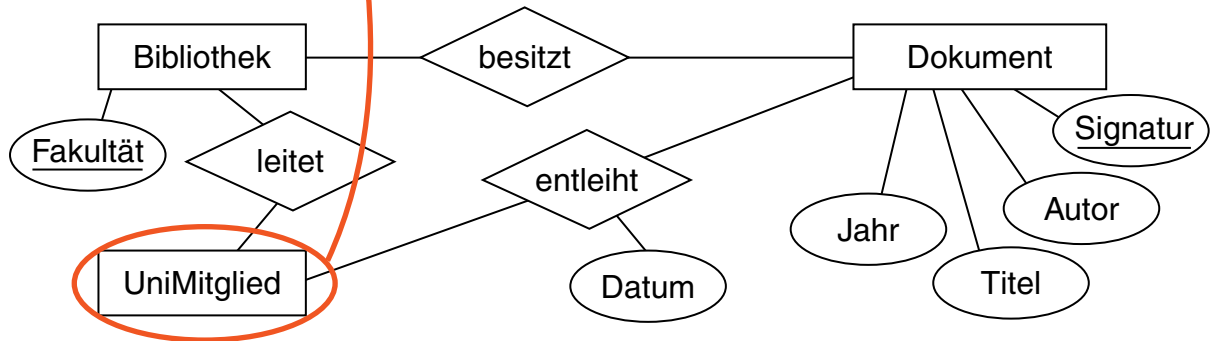 Bibliothek
besitzt
Dokument
Fakultät
leitet
entleiht
Signatur
Jahr
Autor
UniMitglied
Datum
Titel